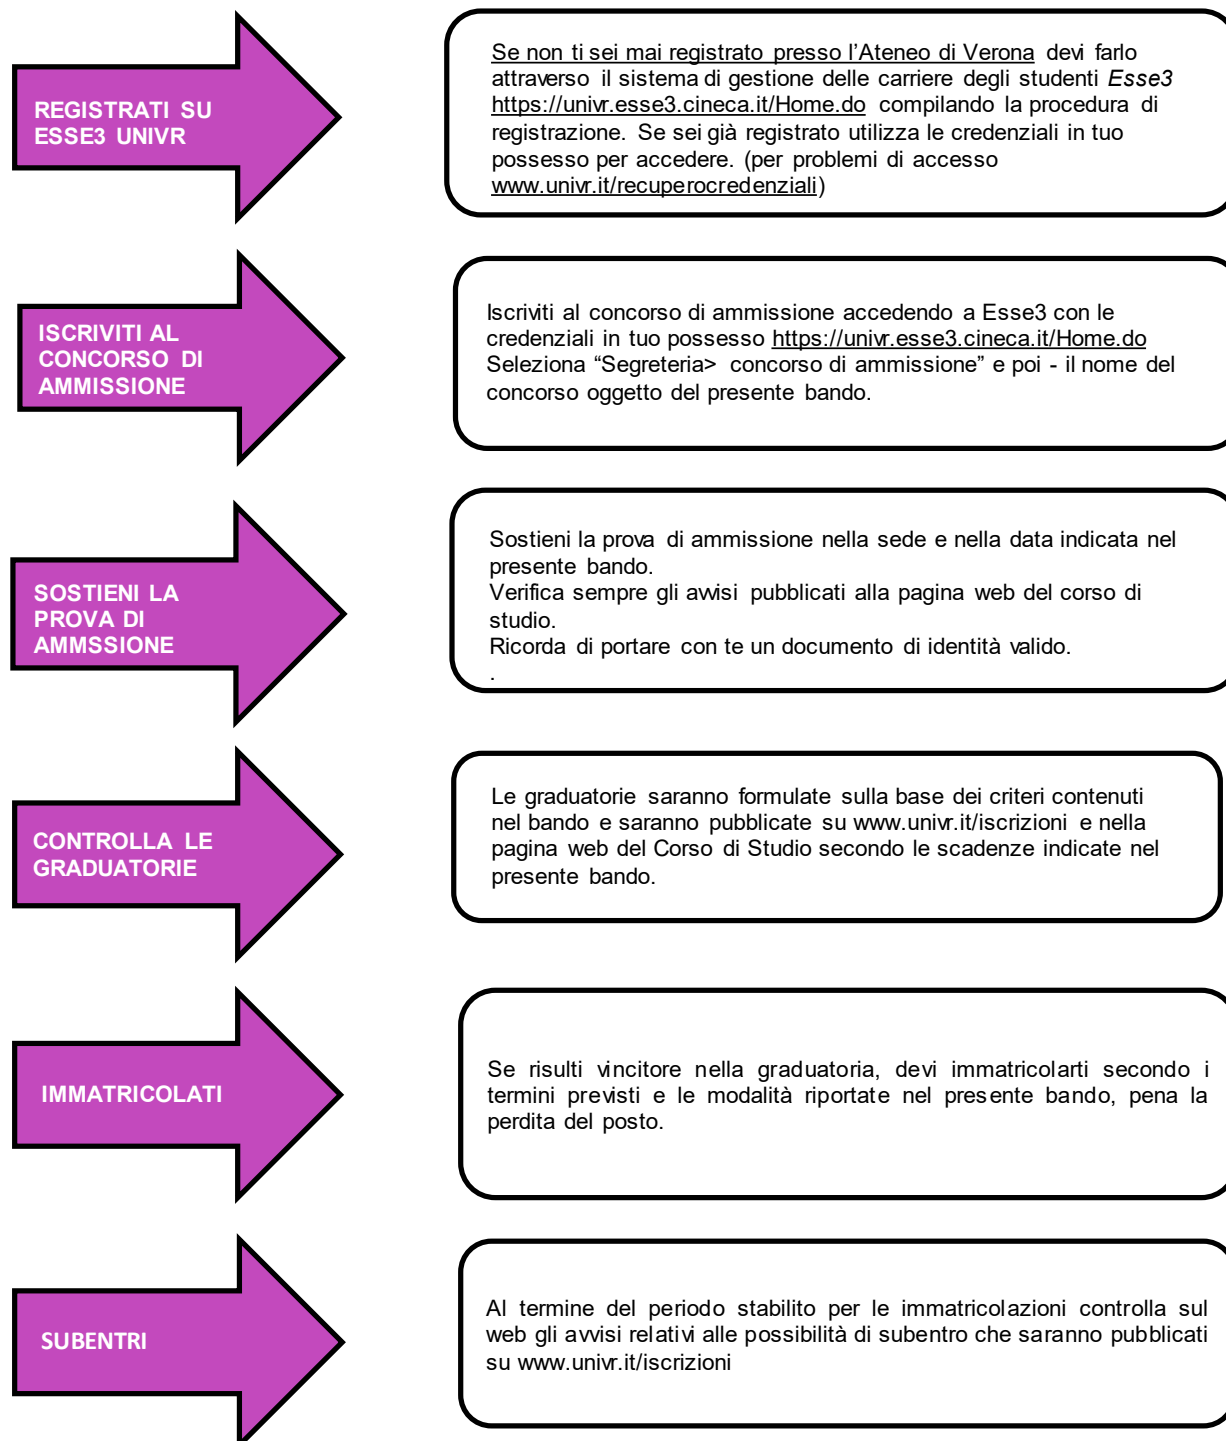 REGISTRATI SU
ESSE3 UNIVR
Se non ti sei mai registrato presso l'Ateneo di Verona devi farlo
attraverso il sistema di gestione delle carriere degli studenti Esse3
https://univr.esse3.cineca.it/Home.do compilando la procedura di
registrazione. Se sei già registrato utilizza le credenziali in tuo
possesso per accedere. (per problemi di accesso
www.univr.it/recuperocredenziali)
ISCRIVITI AL
CONCORSO DI
AMMISSIONE
Iscriviti al concorso di ammissione accedendo a Esse3 con le
credenziali in tuo possesso https://univr.esse3.cineca.it/Home.do
Seleziona "Segreteria> concorso di ammissione" e poi - il nome del
concorso oggetto del presente bando.
SOSTIENI LA
PROVA DI
AMMSSIONE
Sostieni la prova di ammissione nella sede e nella data indicata nel
presente bando.
Verifica sempre gli avvisi pubblicati alla pagina web del corso di
studio.
Ricorda di portare con te un documento di identità valido.
.
CONTROLLA LE
GRADUATORIE
Le graduatorie saranno formulate sulla base dei criteri contenuti
nel bando e saranno pubblicate su www.univr.it/iscrizioni e nella
pagina web del Corso di Studio secondo le scadenze indicate nel
presente bando.
IMMATRICOLATI
Se risulti vincitore nella graduatoria, devi immatricolarti secondo i
termini previsti e le modalità riportate nel presente bando, pena la
perdita del posto.
SUBENTRI
Al termine del periodo stabilito per le immatricolazioni controlla sul
web gli avvisi relativi alle possibilità di subentro che saranno pubblicati
su www.univr.it/iscrizioni